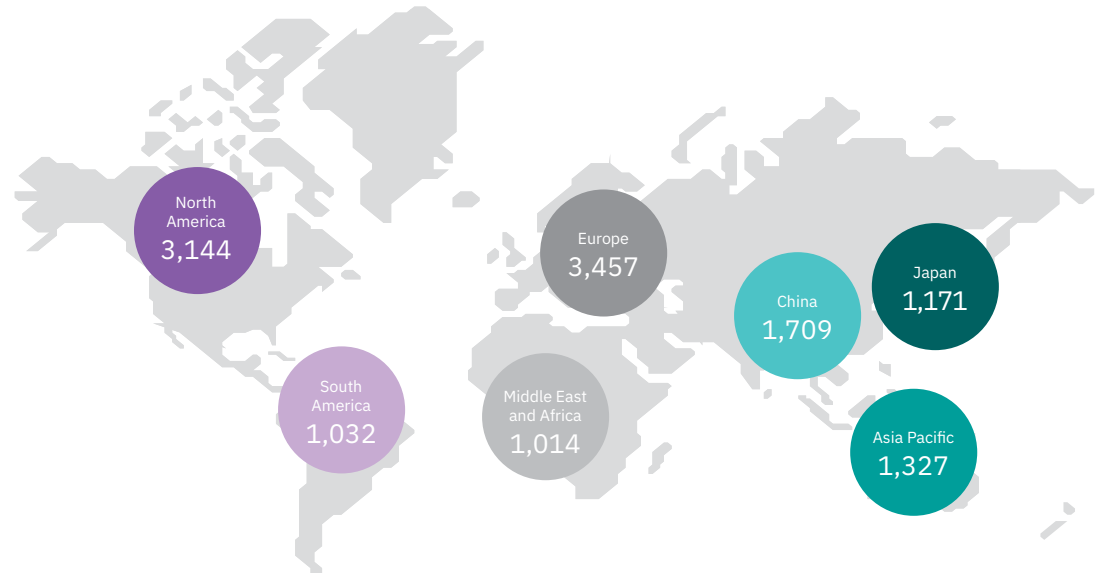 North
America
3,144
Europe
3,457
China
1,709
Japan
1,171
South
America
1,032
Middle East
and Africa
1,014
Asia Pacific
1,327